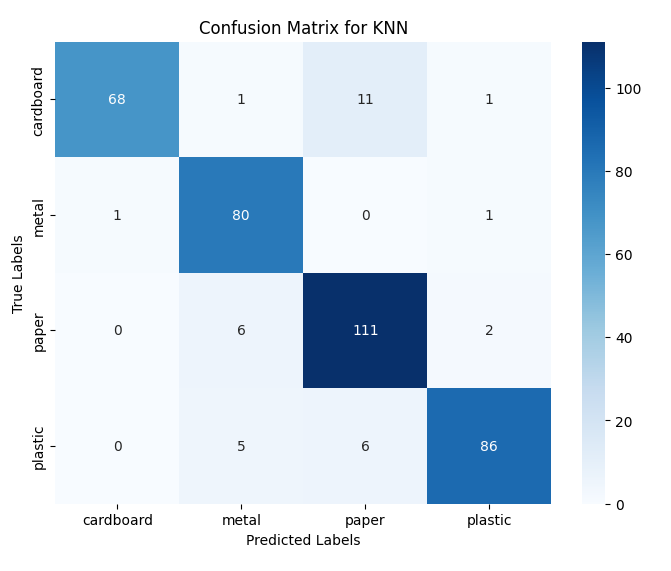 Confusion Matrix for KNN
True Labels
cardboard 68 1 11 1
metal 1 80 0 1
paper 0 6 111 2
plastic 0 5 6 86
cardboard metal paper plastic
Predicted Labels
100
80
60
40
20
0